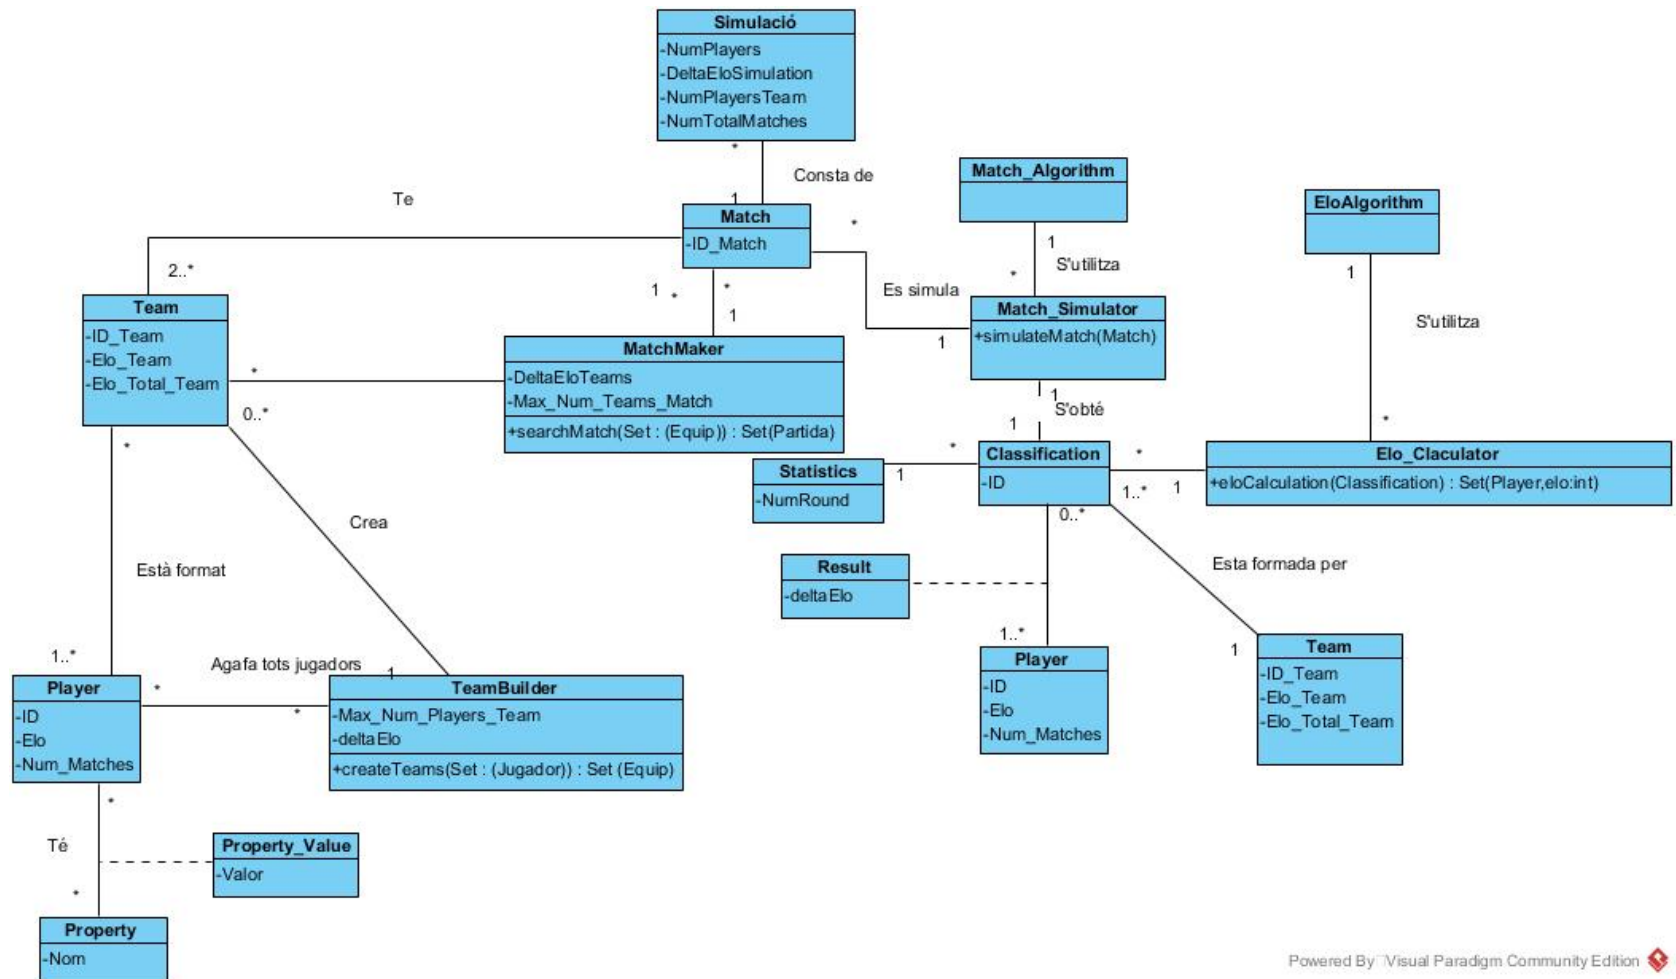 Simulació
-NumPlayers
-DeltaEloSimulation
-NumPlayersTeam
-NumTotalMatches
*
Consta de
1
Te
Match
-ID_Match
*
Match_Algorithm
1
S'utilitza
*
EloAlgorithm
1
S'utilitza
*
2..*
1
*
*
1
Es simula
1
Match_Simulator
+simulateMatch(Match)
Team
-ID_Team
-Elo_Team
-Elo_Total_Team
*
0..*
MatchMaker
-DeltaEloTeams
-Max_Num_Teams_Match
+searchMatch(Set : (Equip)) : Set(Partida)
1
1
S'obté
1
Statistics
-NumRound
1
*
Classification
-ID
*
1..*
1
Elo_Claculator
+eloCalculation(Classification) : Set(Player,elo:int)
*
Crea
0..*
Està format
Result
-deltaElo
Esta formada per
1..*
1..*
1
Agafa tots jugadors
1
Player
-ID
-Elo
-Num_Matches
*
*
TeamBuilder
-Max_Num_Players_Team
-deltaElo
+createTeams(Set : (Jugador)) : Set (Equip)
Player
-ID
-Elo
-Num_Matches
Team
-ID_Team
-Elo_Team
-Elo_Total_Team
*
Té
*
Property_Value
-Valor
Property
-Nom
Powered By Visual Paradigm Community Edition